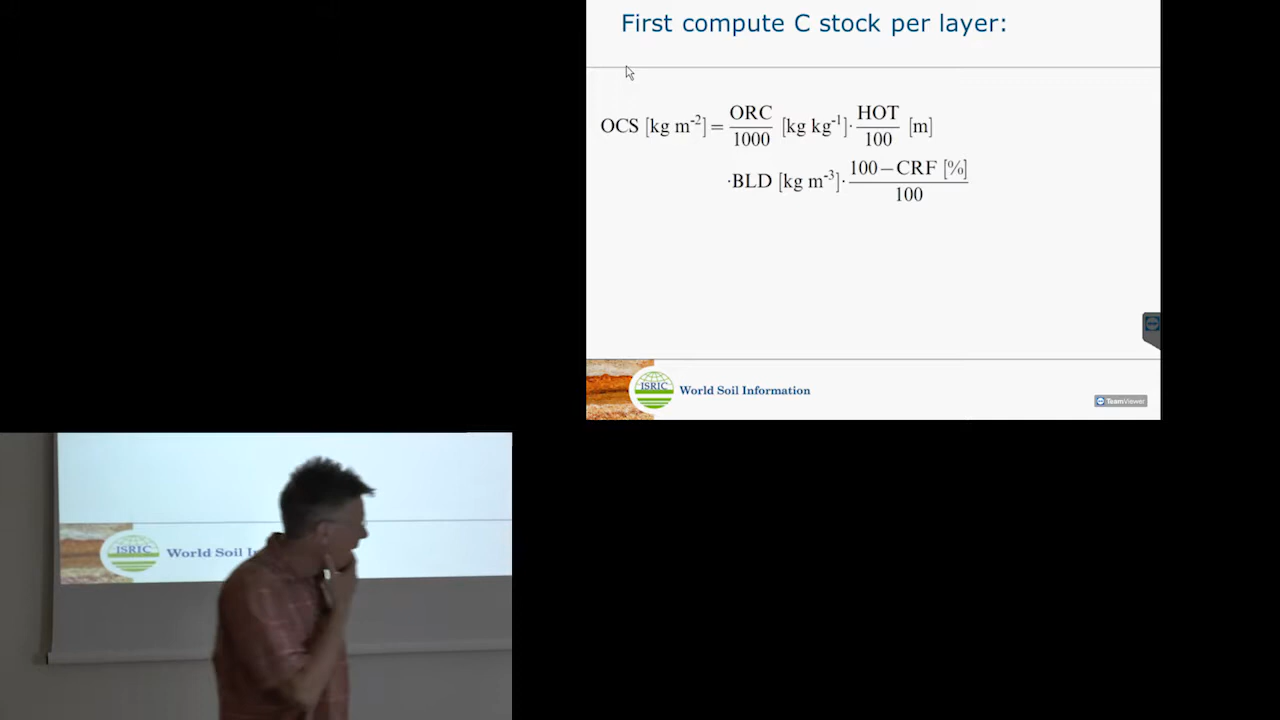 First compute C stock per layer:
OCS [kg m⁻²] = ORC/1000 [kg kg⁻¹]· HOT/100 [m]
·BLD [kg m⁻³]· 100–CRF [%]/100
ISRIC World Soil Information
TeamViewer
ISRIC World Soil I